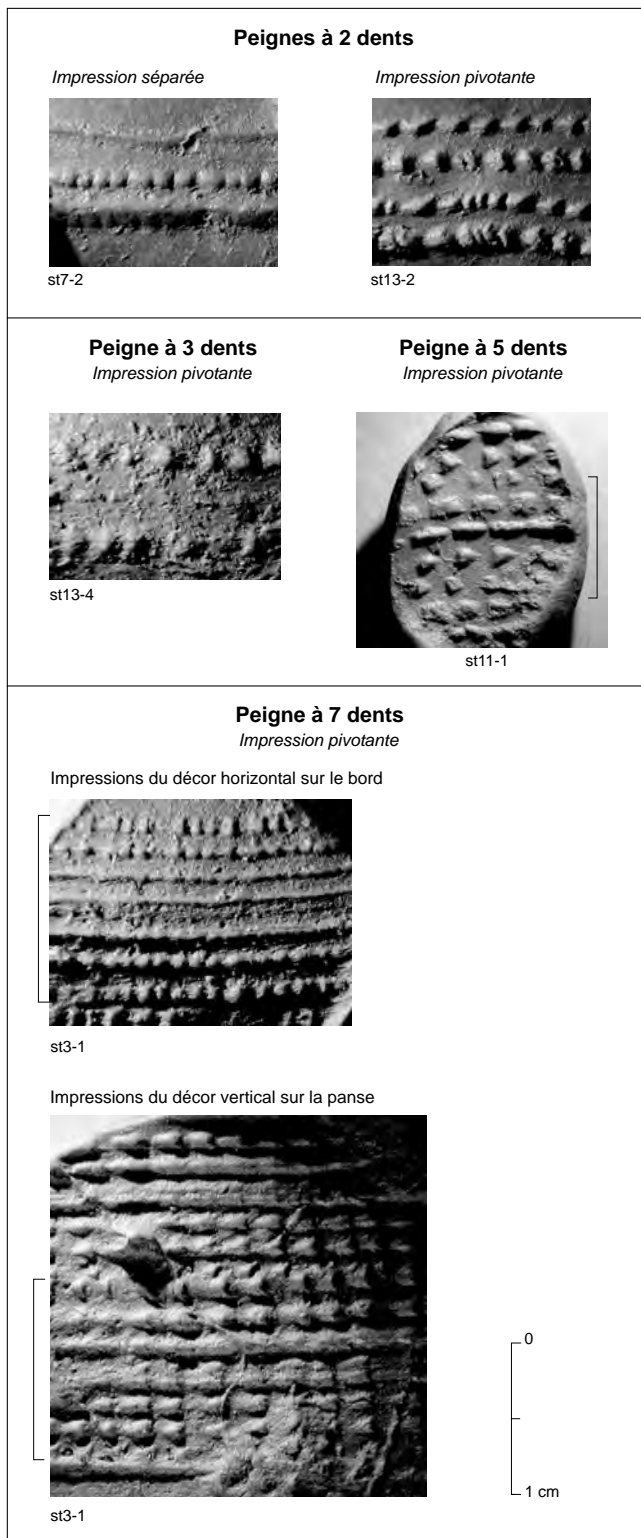 Peignes à 2 dents
Impression séparée
Impression pivotante
st7-2
st13-2
Peigne à 3 dents
Impression pivotante
Peigne à 5 dents
Impression pivotante
st13-4
st11-1
Peigne à 7 dents
Impression pivotante
Impressions du décor horizontal sur le bord
st3-1
Impressions du décor vertical sur la panse
0
1 cm
st3-1